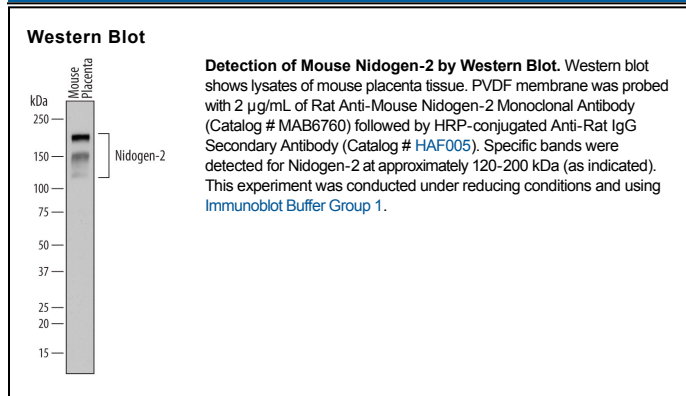 Western Blot
Mouse
Placenta
kDa
250
150
100
75
50
37
25
20
15
Nidogen-2
Detection of Mouse Nidogen-2 by Western Blot. Western blot
shows lysates of mouse placenta tissue. PVDF membrane was probed
with 2 µg/mL of Rat Anti-Mouse Nidogen-2 Monoclonal Antibody
(Catalog # MAB6760) followed by HRP-conjugated Anti-Rat IgG
Secondary Antibody (Catalog # HAF005). Specific bands were
detected for Nidogen-2 at approximately 120-200 kDa (as indicated).
This experiment was conducted under reducing conditions and using
Immunoblot Buffer Group 1.